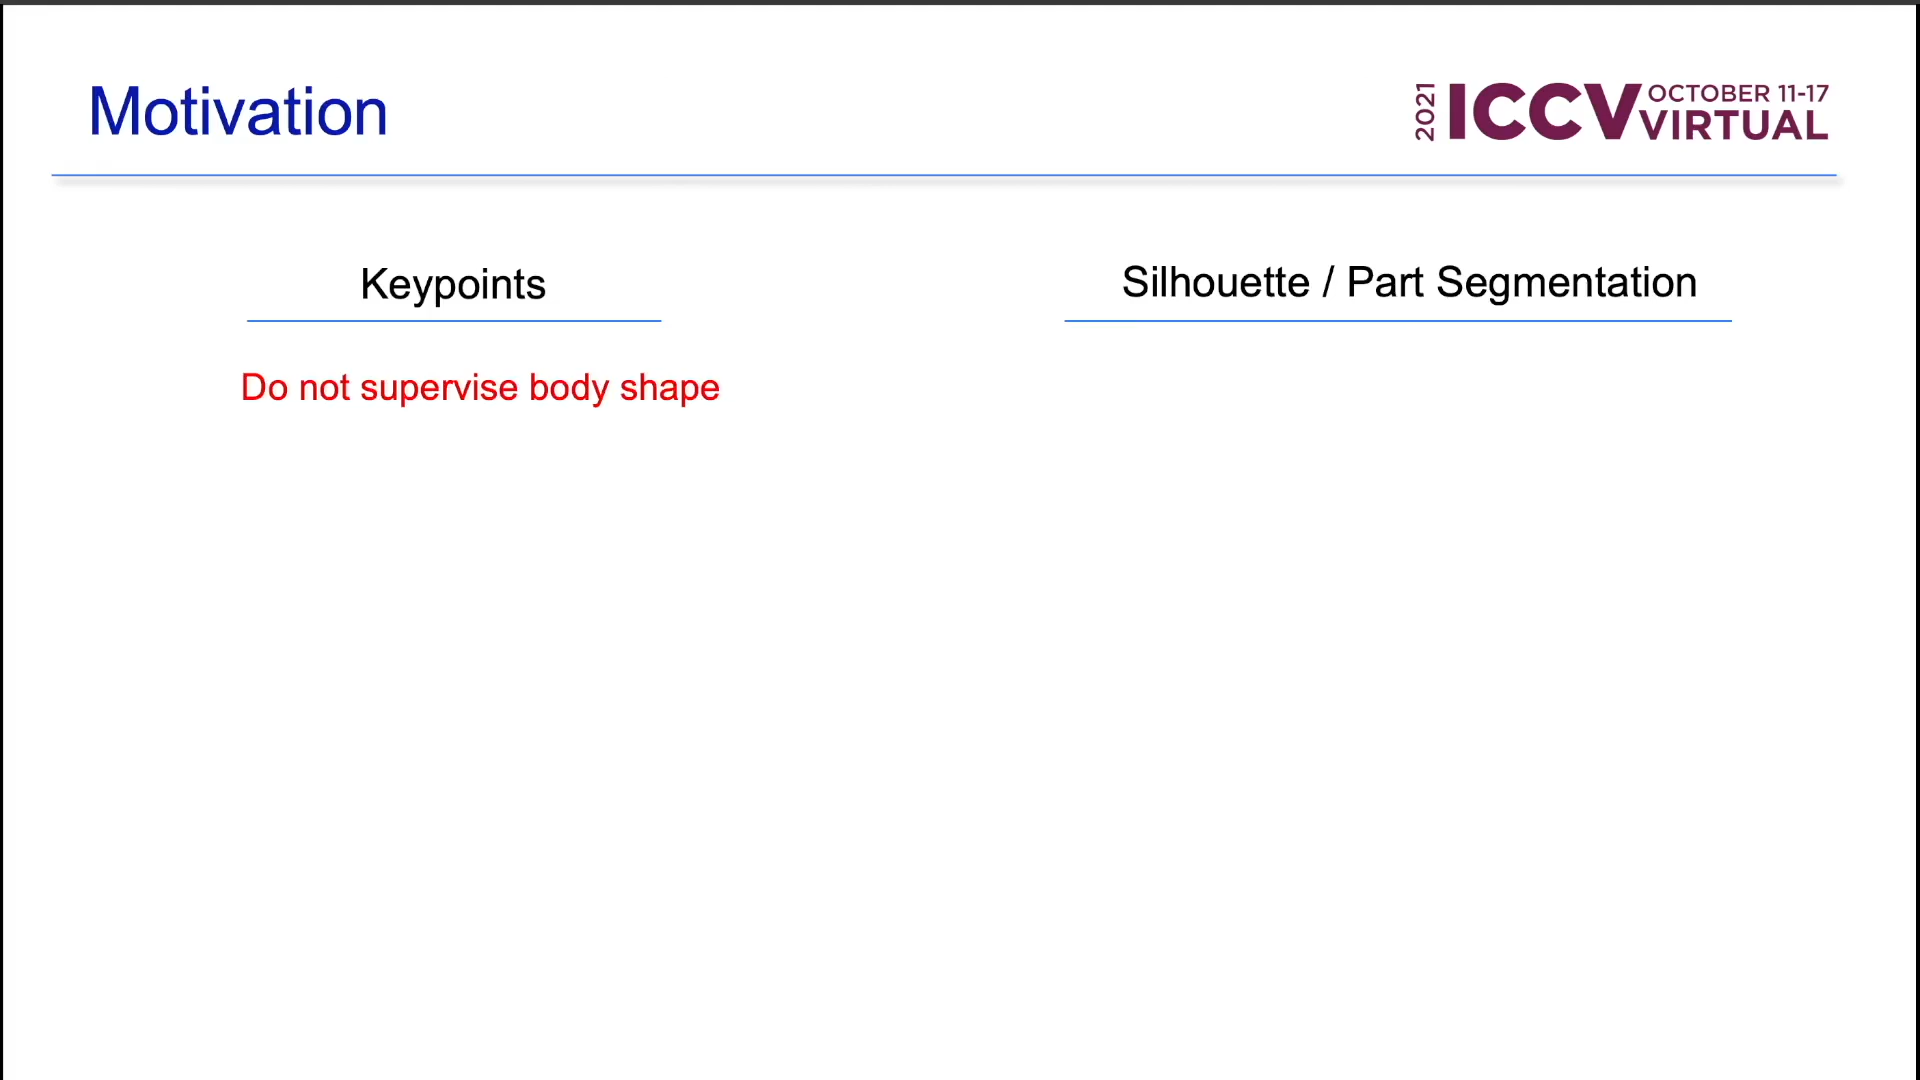 Motivation
2021 ICCV OCTOBER 11-17 VIRTUAL
Keypoints
Silhouette / Part Segmentation
Do not supervise body shape